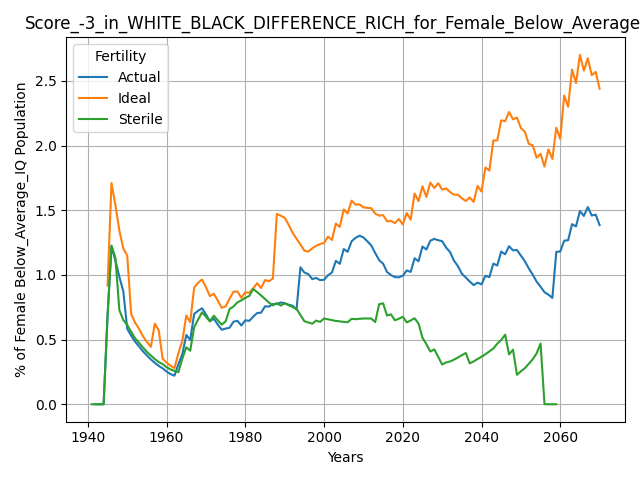 Score_-3_in_WHITE_BLACK_DIFFERENCE_RICH_for_Female_Below_Average
Fertility
Actual
Ideal
Sterile
% of Female Below_Average_IQ Population
2.5
2.0
1.5
1.0
0.5
0.0
1940 1960 1980 2000 2020 2040 2060
Years